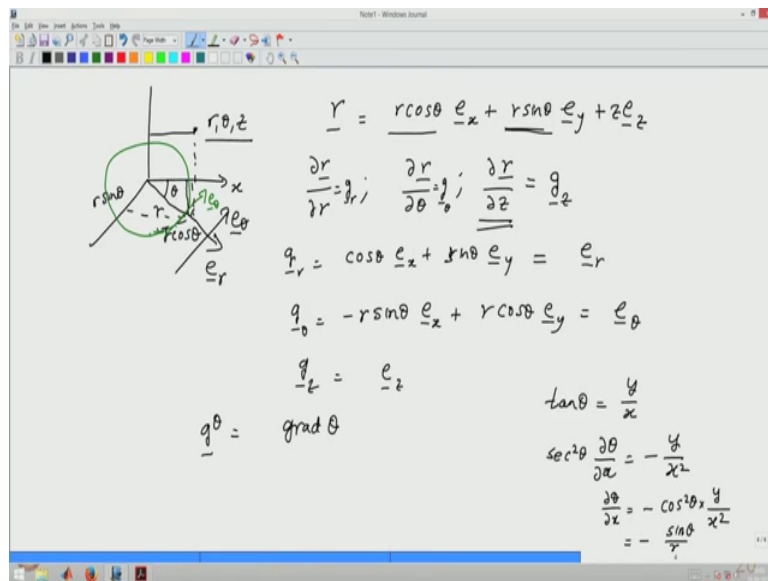 Note1 - Windows Journal
File Edit View Insert Actions Tools Help
Page Width
B I
r, θ, z
x
θ
r sinθ
r
r cosθ
e_θ
e_θ
e_r
r = r cosθ e_x + r sinθ e_y + z e_z
∂r/∂r = g_r ; ∂r/∂θ = g_θ ; ∂r/∂z = g_z
g_r = cosθ e_x + sinθ e_y = e_r
g_θ = -r sinθ e_x + r cosθ e_y = e_θ
g_z = e_z
g^θ = grad θ
tanθ = y/x
sec²θ ∂θ/∂x = - y/x²
∂θ/∂x = - cos²θ x y/x²
= - sinθ/r